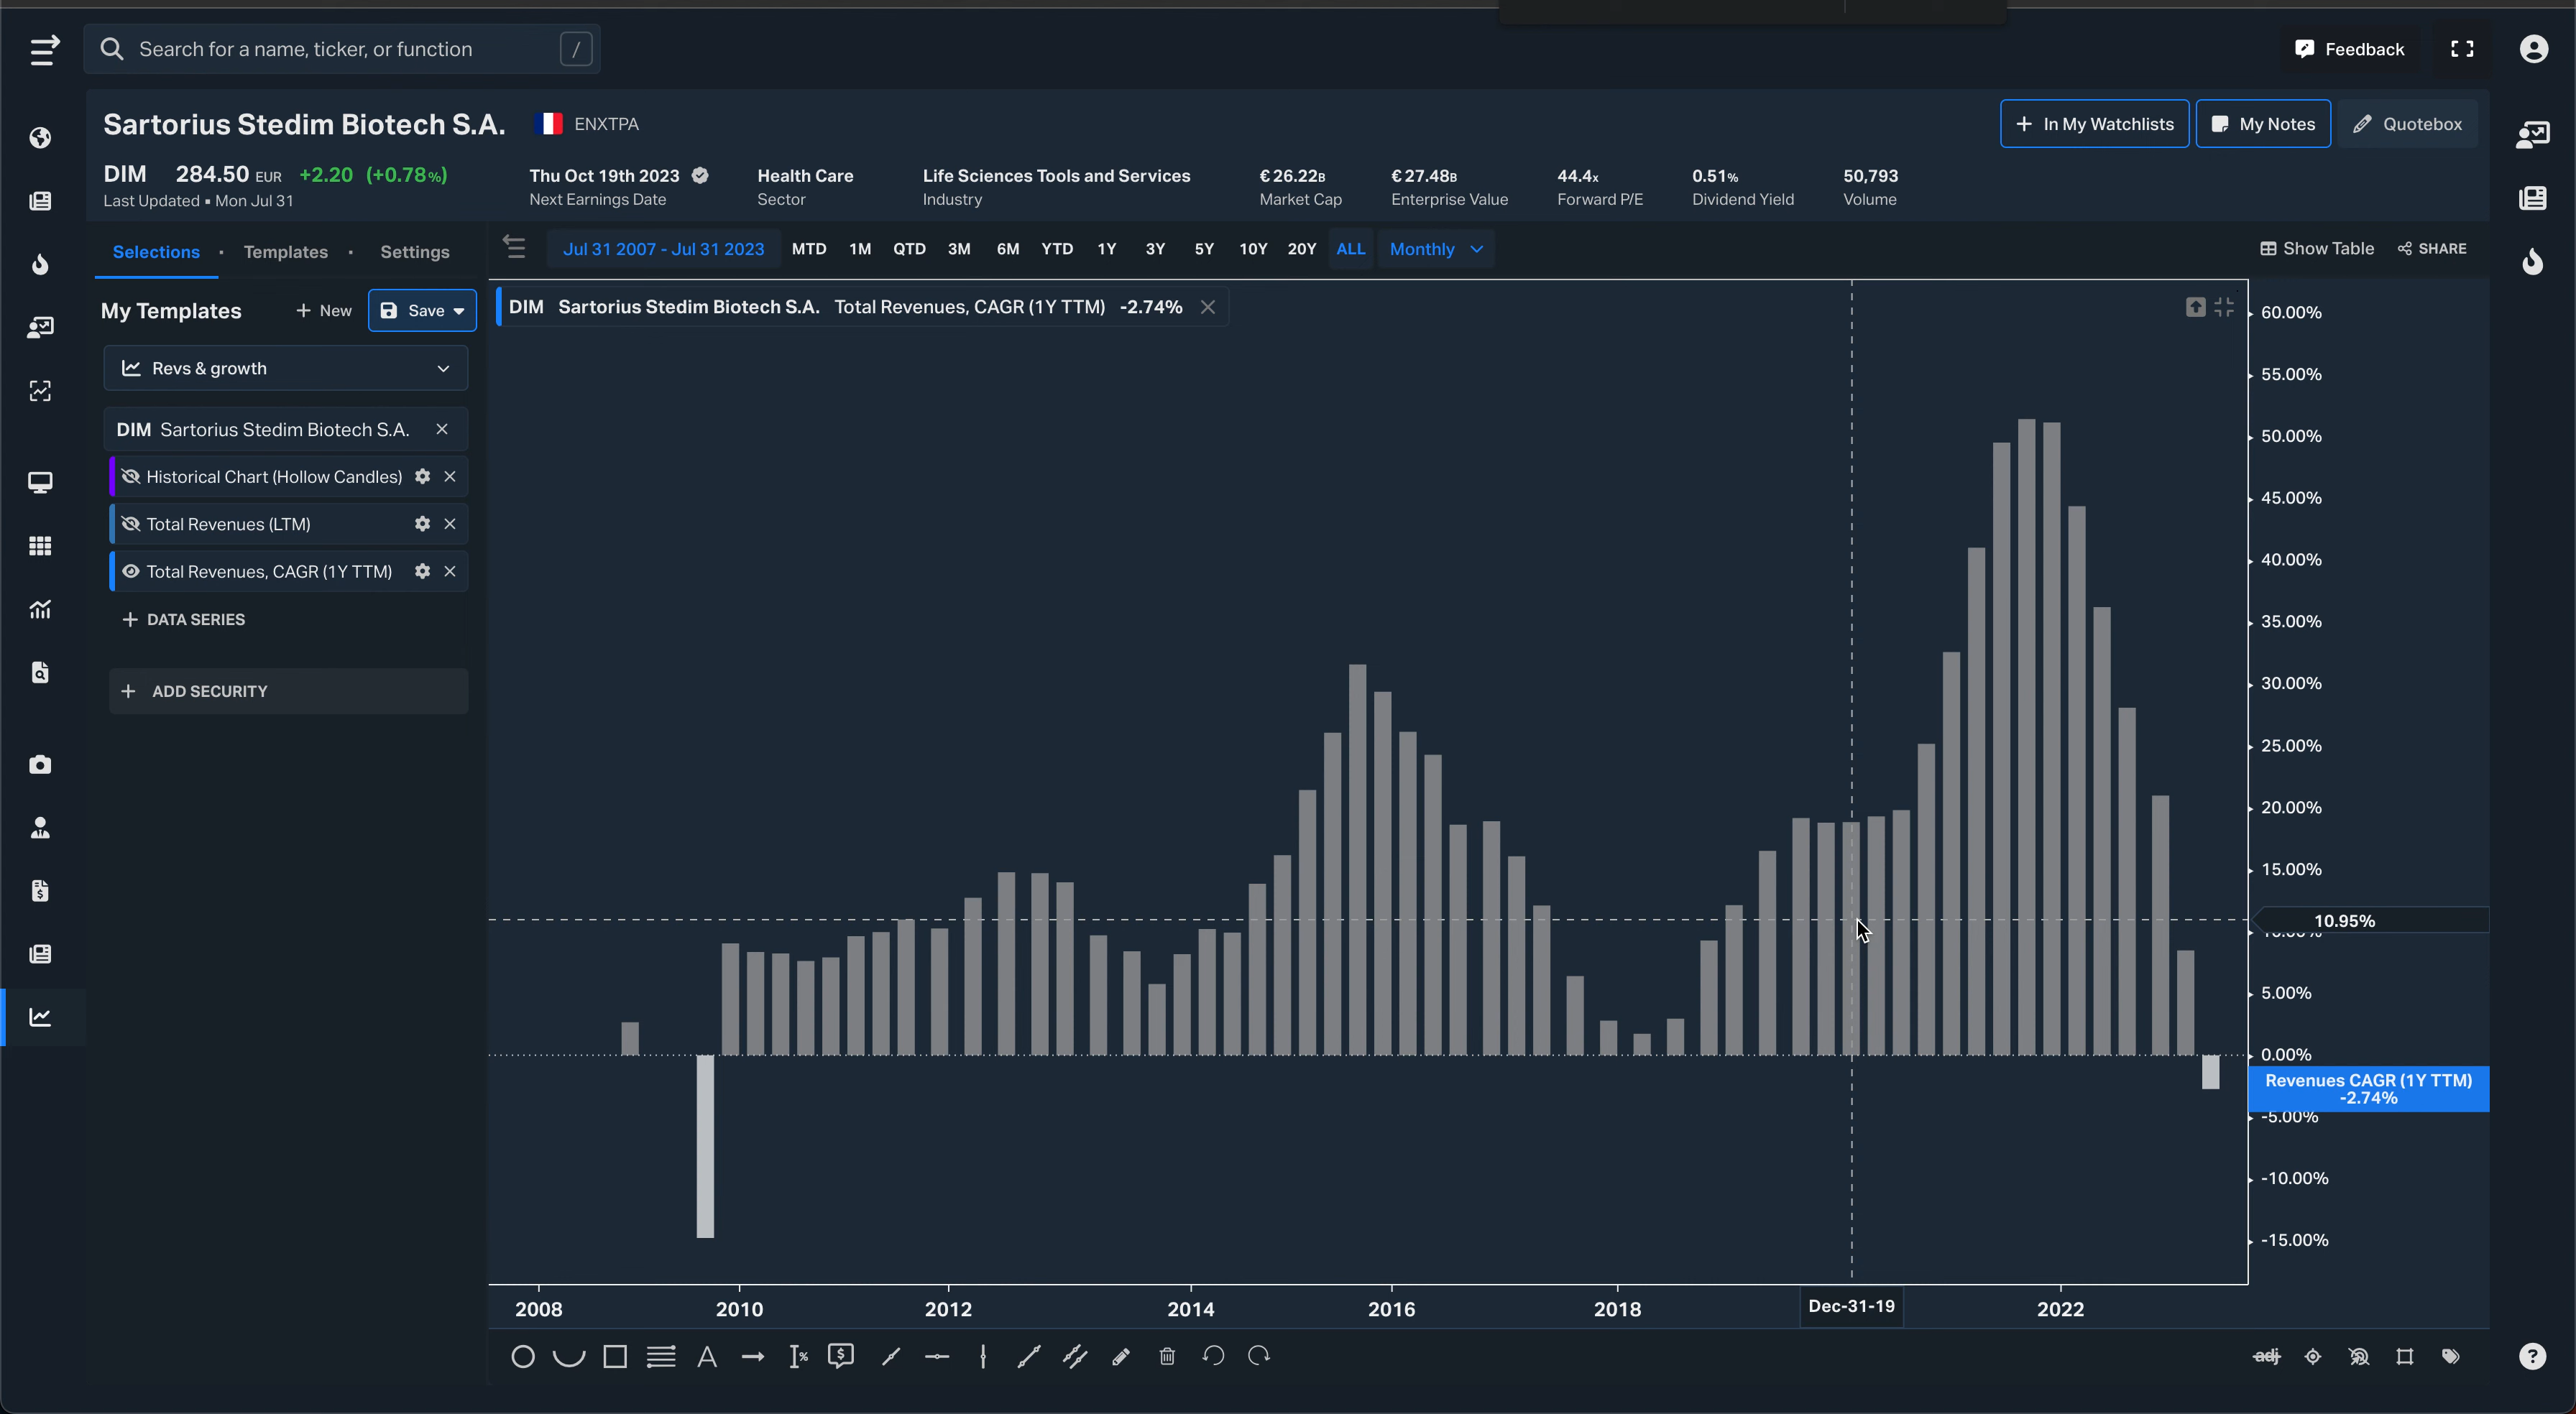 Search for a name, ticker, or function /
Feedback
Sartorius Stedim Biotech S.A. ENXTPA
+ In My Watchlists My Notes Quotebox
DIM 284.50 EUR +2.20 (+0.78%)
Last Updated ▪ Mon Jul 31
Thu Oct 19th 2023
Next Earnings Date
Health Care
Sector
Life Sciences Tools and Services
Industry
€26.22B
Market Cap
€27.48B
Enterprise Value
44.4x
Forward P/E
0.51%
Dividend Yield
50,793
Volume
Selections · Templates · Settings
Jul 31 2007 - Jul 31 2023 MTD 1M QTD 3M 6M YTD 1Y 3Y 5Y 10Y 20Y ALL Monthly
Show Table SHARE
My Templates + New Save
Revs & growth
DIM Sartorius Stedim Biotech S.A.
Historical Chart (Hollow Candles)
Total Revenues (LTM)
Total Revenues, CAGR (1Y TTM)
+ DATA SERIES
+ ADD SECURITY
DIM Sartorius Stedim Biotech S.A. Total Revenues, CAGR (1Y TTM) -2.74%
60.00%
55.00%
50.00%
45.00%
40.00%
35.00%
30.00%
25.00%
20.00%
15.00%
10.95%
5.00%
0.00%
Revenues CAGR (1Y TTM)
-2.74%
-5.00%
-10.00%
-15.00%
2008 2010 2012 2014 2016 2018 Dec-31-19 2022
A % $ adj ?